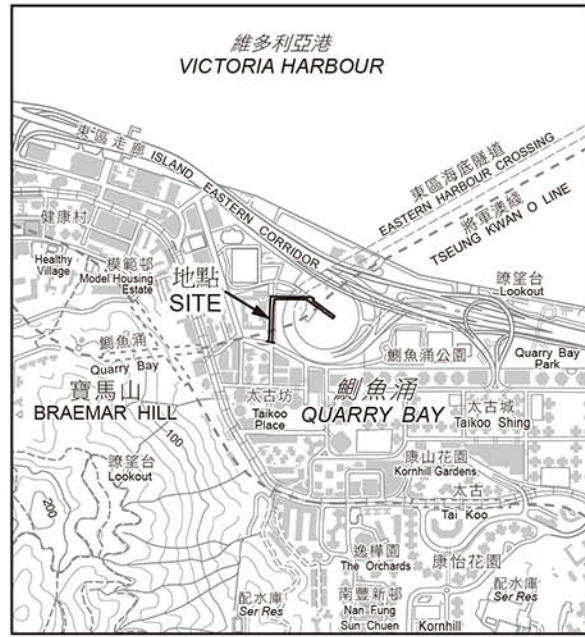 維多利亞港
VICTORIA HARBOUR
東區走廊 ISLAND EASTERN CORRIDOR
東區海底隧道
EASTERN HARBOUR CROSSING
將軍澳綫
TSEUNG KWAN O LINE
健康村
Healthy
Village
模範邨
Model Housing
Estate
地點
SITE
瞭望台
Lookout
鰂魚涌
Quarry Bay
鰂魚涌公園
Quarry Bay
Park
寶馬山
BRAEMAR HILL
100
太古坊
Taikoo
Place
鰂魚涌
QUARRY BAY
太古城
Taikoo Shing
瞭望台
Lookout
200
康山花園
Kornhill Gardens
太古
Tai Koo
逸樺園
The Orchards
康怡花園
配水庫
Ser Res
南豐新邨
Nan Fung
Sun Chuen
Kornhill
配水庫
Ser Res